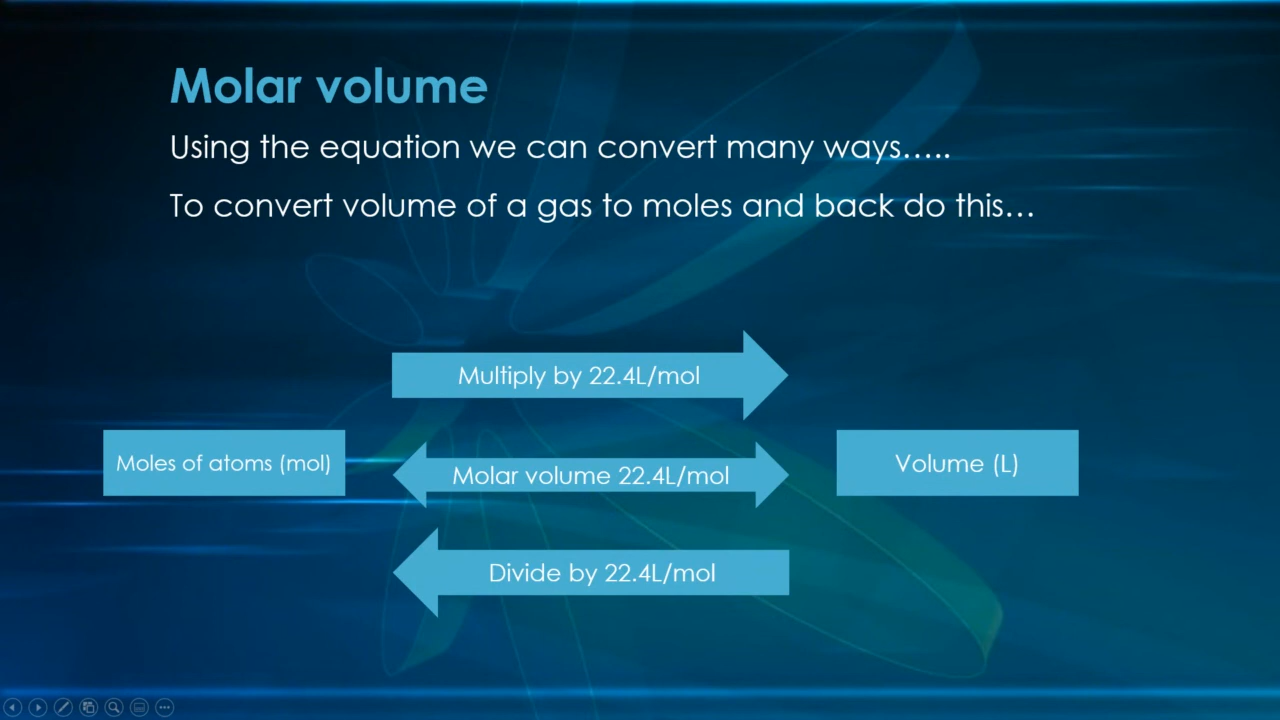 Molar volume
Using the equation we can convert many ways.....
To convert volume of a gas to moles and back do this...
Multiply by 22.4L/mol
Moles of atoms (mol)
Molar volume 22.4L/mol
Volume (L)
Divide by 22.4L/mol